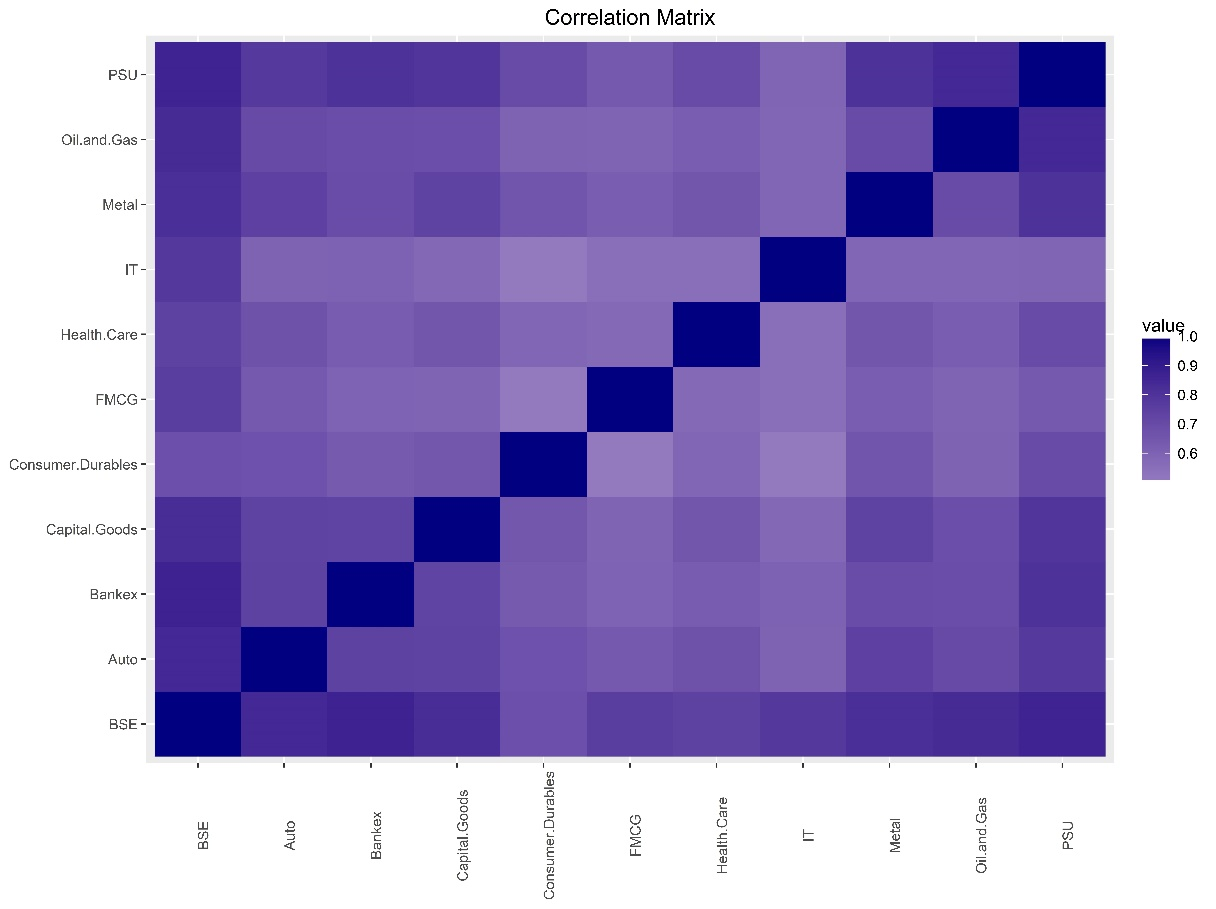 Correlation Matrix
PSU
Oil.and.Gas
Metal
IT
Health.Care
FMCG
Consumer.Durables
Capital.Goods
Bankex
Auto
BSE
BSE
Auto
Bankex
Capital.Goods
Consumer.Durables
FMCG
Health.Care
IT
Metal
Oil.and.Gas
PSU
value
1.0
0.9
0.8
0.7
0.6